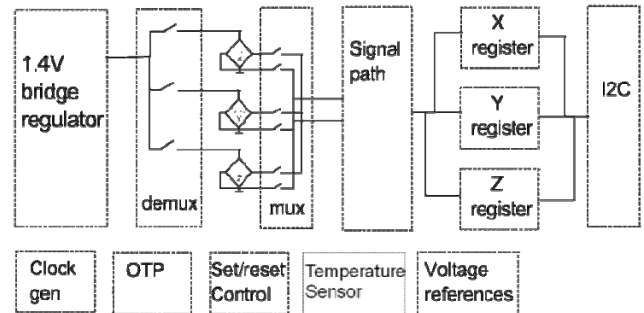 1.4V
bridge
regulator
demux
Y
mux
Signal
path
X
register
Y
register
Z
register
I2C
Clock
gen
OTP
Set/reset
Control
Temperature
Sensor
Voltage
references